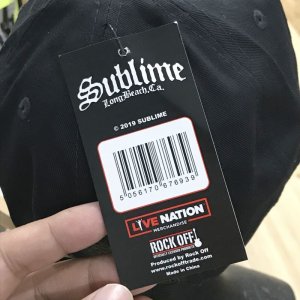 Sublime
Long Beach, Ca.
© 2019 SUBLIME
5 056170 676939
LIVE NATION
MERCHANDISE
ROCK OFF
Produced by Rock Off
www.rockofftrade.com
Made in China